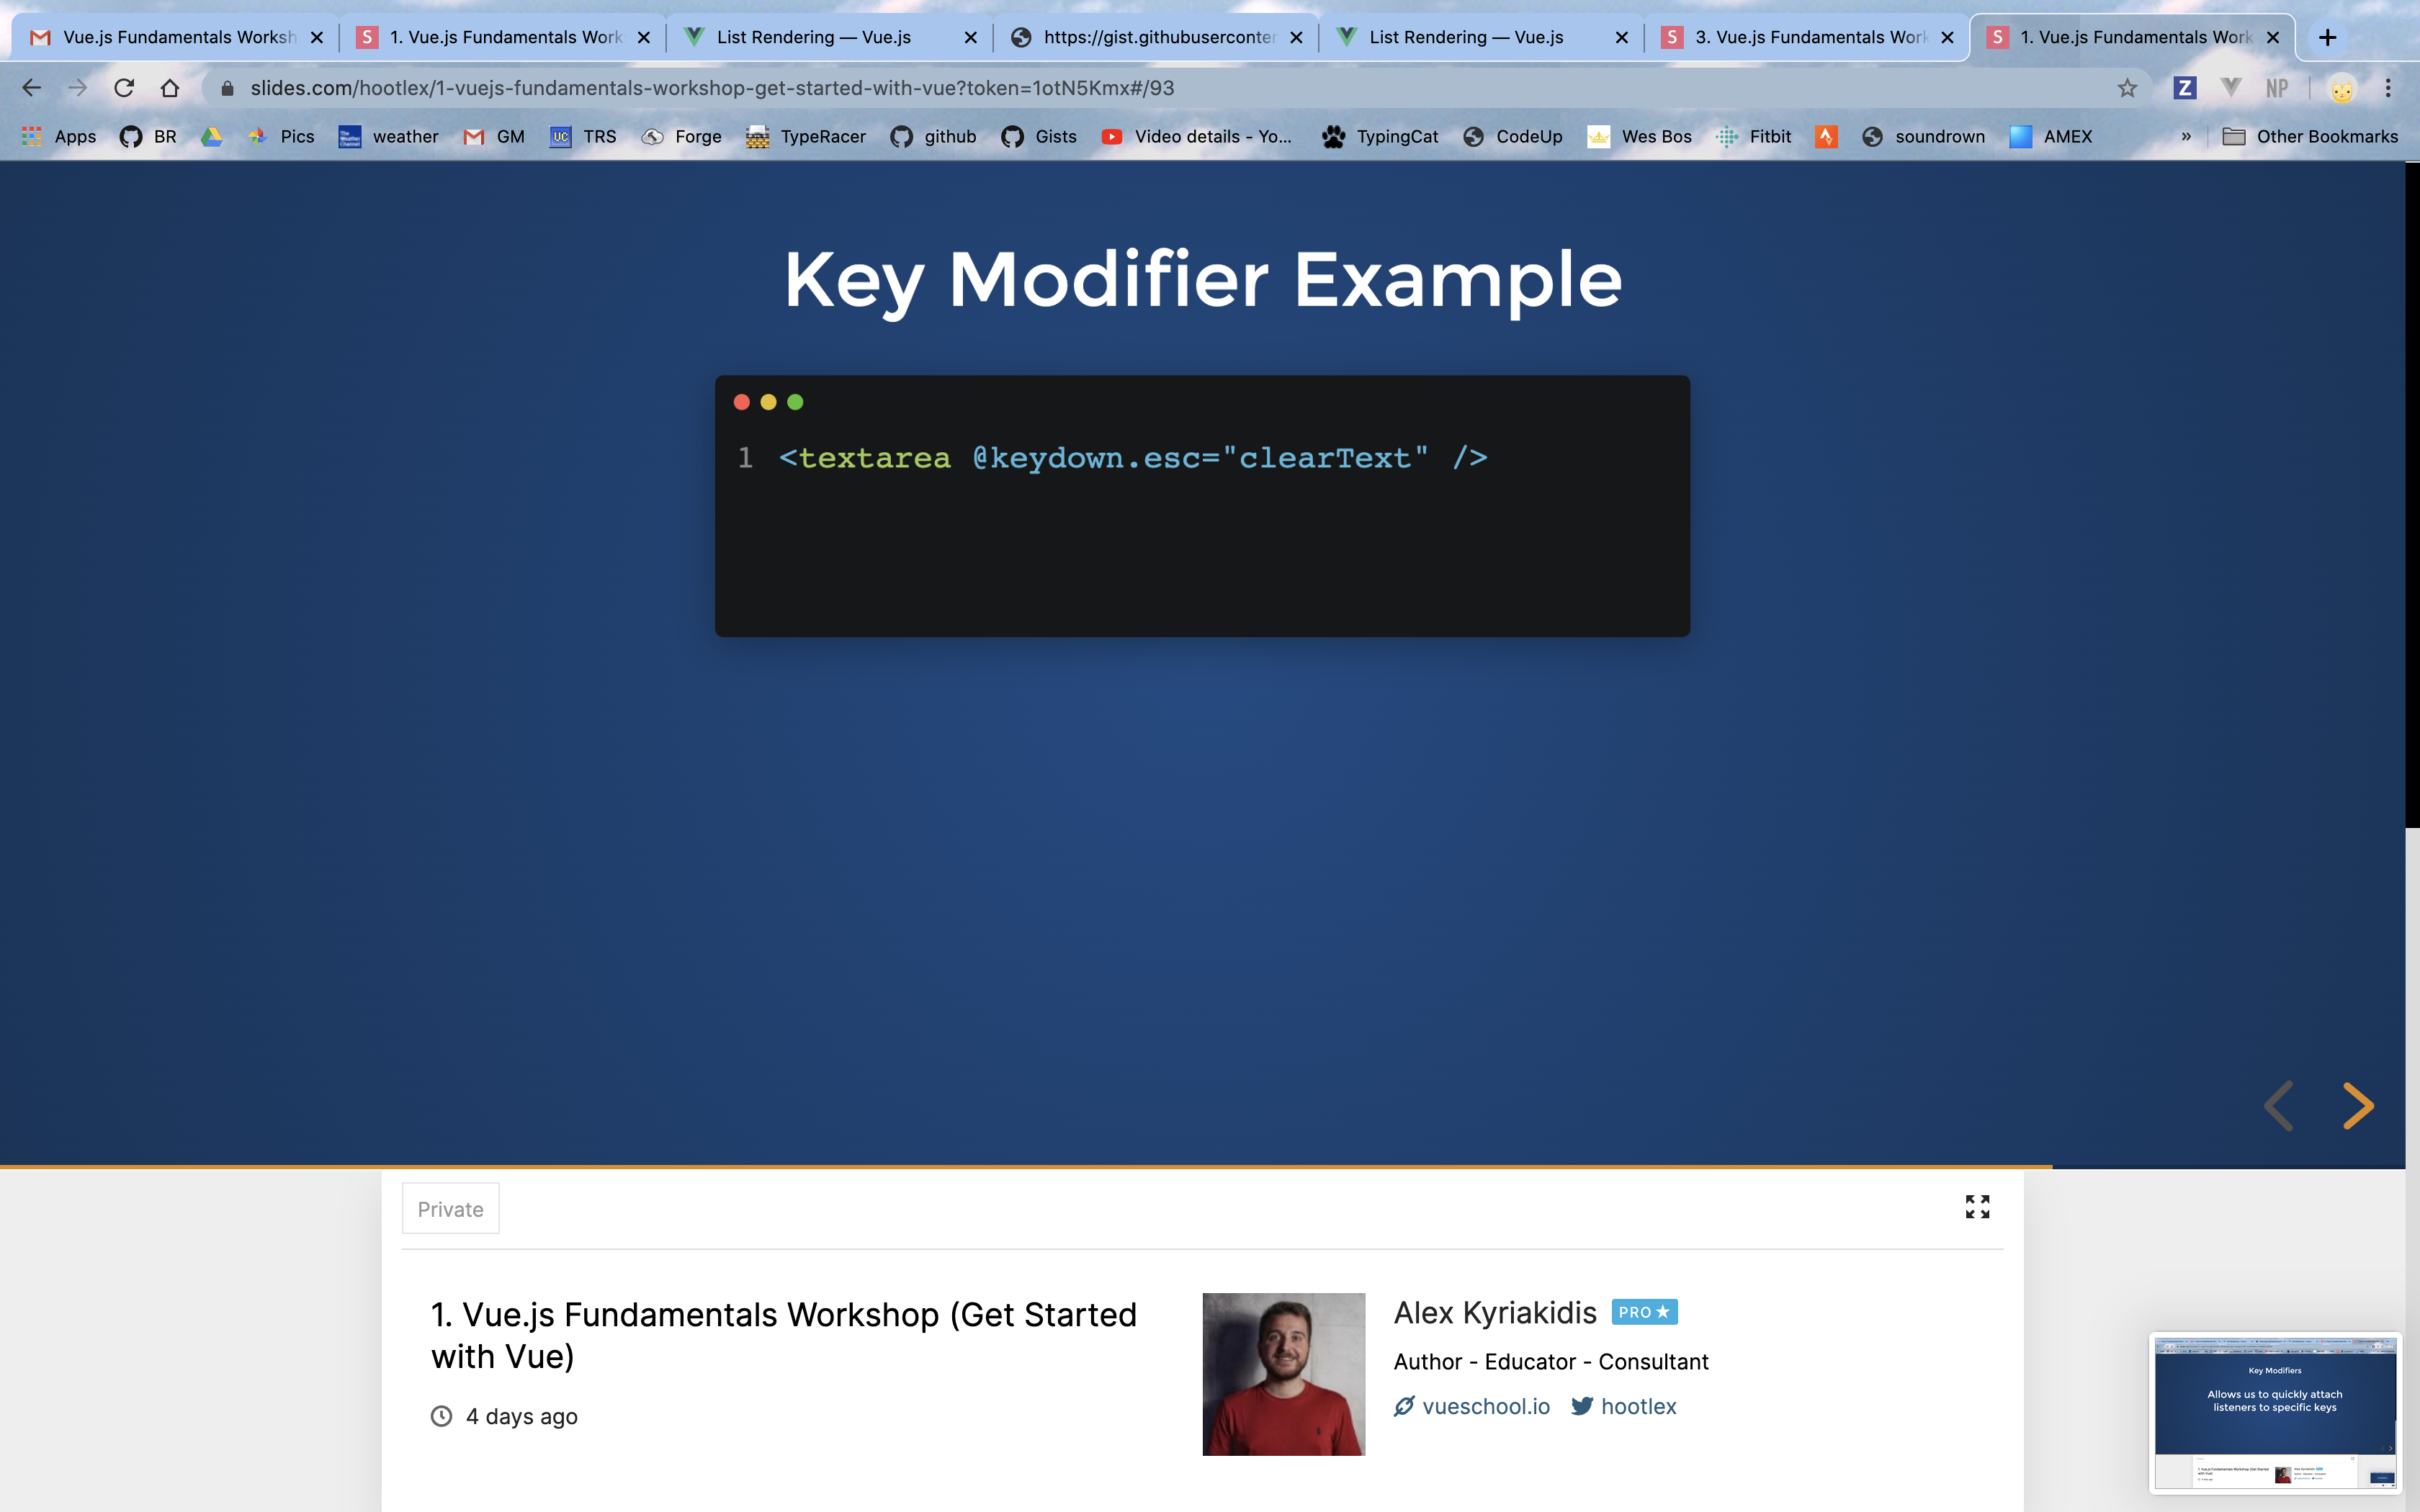 Vue.js Fundamentals Worksh
1. Vue.js Fundamentals Work
List Rendering — Vue.js
https://gist.githubuserconter
List Rendering — Vue.js
3. Vue.js Fundamentals Work
1. Vue.js Fundamentals Work
slides.com/hootlex/1-vuejs-fundamentals-workshop-get-started-with-vue?token=1otN5Kmx#/93
Z
NP
Apps
BR
Pics
weather
GM
UC
TRS
Forge
TypeRacer
github
Gists
Video details - Yo...
TypingCat
CodeUp
Wes Bos
Fitbit
soundrown
AMEX
»
Other Bookmarks
Key Modifier Example
1 <textarea @keydown.esc="clearText" />
Private
1. Vue.js Fundamentals Workshop (Get Started
with Vue)
4 days ago
Alex Kyriakidis PRO
Author - Educator - Consultant
vueschool.io hootlex
Key Modifiers
Allows us to quickly attach
listeners to specific keys